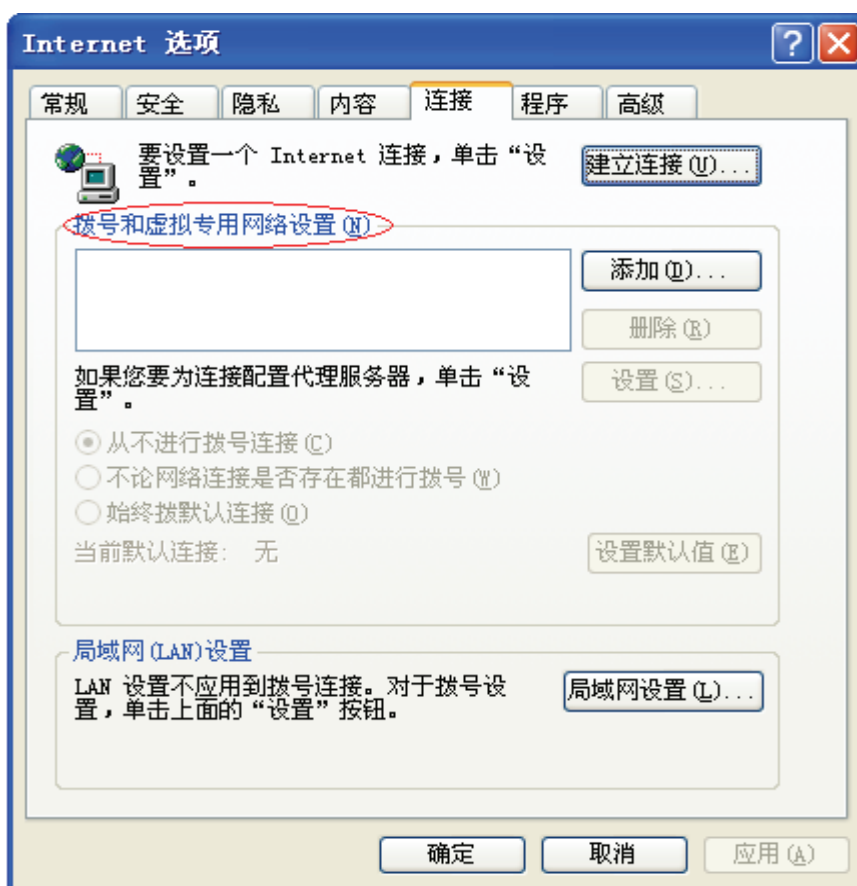 Internet 选项
常规 安全 隐私 内容 连接 程序 高级
要设置一个 Internet 连接，单击“设
置”。
建立连接(U)...
拨号和虚拟专用网络设置(N)
添加(D)...
删除(R)
如果您要为连接配置代理服务器，单击“设
置”。
设置(S)...
从不进行拨号连接(C)
不论网络连接是否存在都进行拨号(W)
始终拨默认连接(O)
当前默认连接： 无
设置默认值(E)
局域网(LAN)设置
LAN 设置不应用到拨号连接。对于拨号设
置，单击上面的“设置”按钮。
局域网设置(L)...
确定 取消 应用(A)